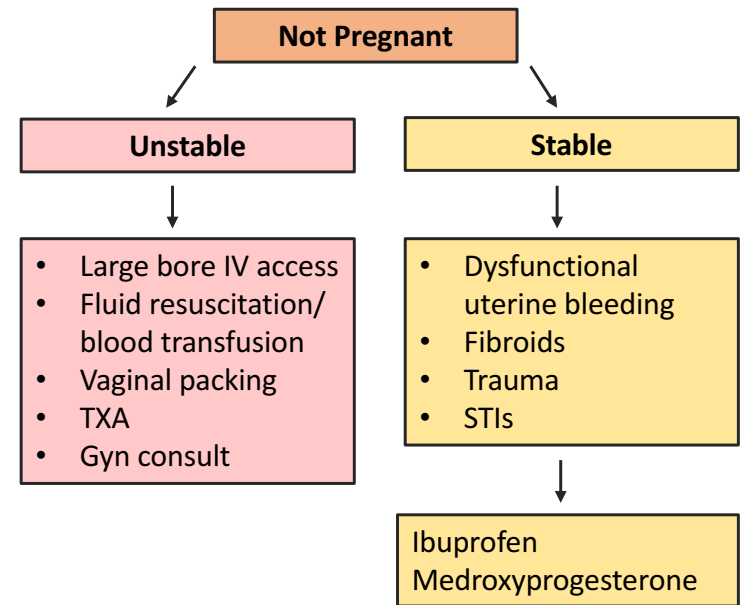 Not Pregnant
Unstable
Stable
• Large bore IV access
• Fluid resuscitation/
blood transfusion
• Vaginal packing
• TXA
• Gyn consult
• Dysfunctional
uterine bleeding
• Fibroids
• Trauma
• STIs
Ibuprofen
Medroxyprogesterone